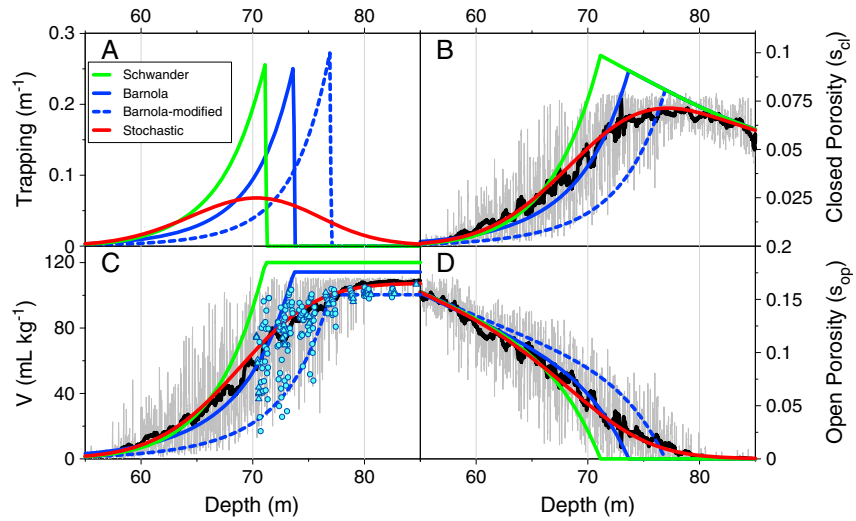 60 70 80 60 70 80
A
B
0.3
0.2
0.1
0
Trapping (m⁻¹)
Schwander
Barnola
Barnola-modified
Stochastic
0.1
0.075
0.05
0.025
0
Closed Porosity (s_cl)
C
D
120
80
40
0
V (mL kg⁻¹)
0.2
0.15
0.1
0.05
0
Open Porosity (s_op)
60 70 80 60 70 80
Depth (m) Depth (m)